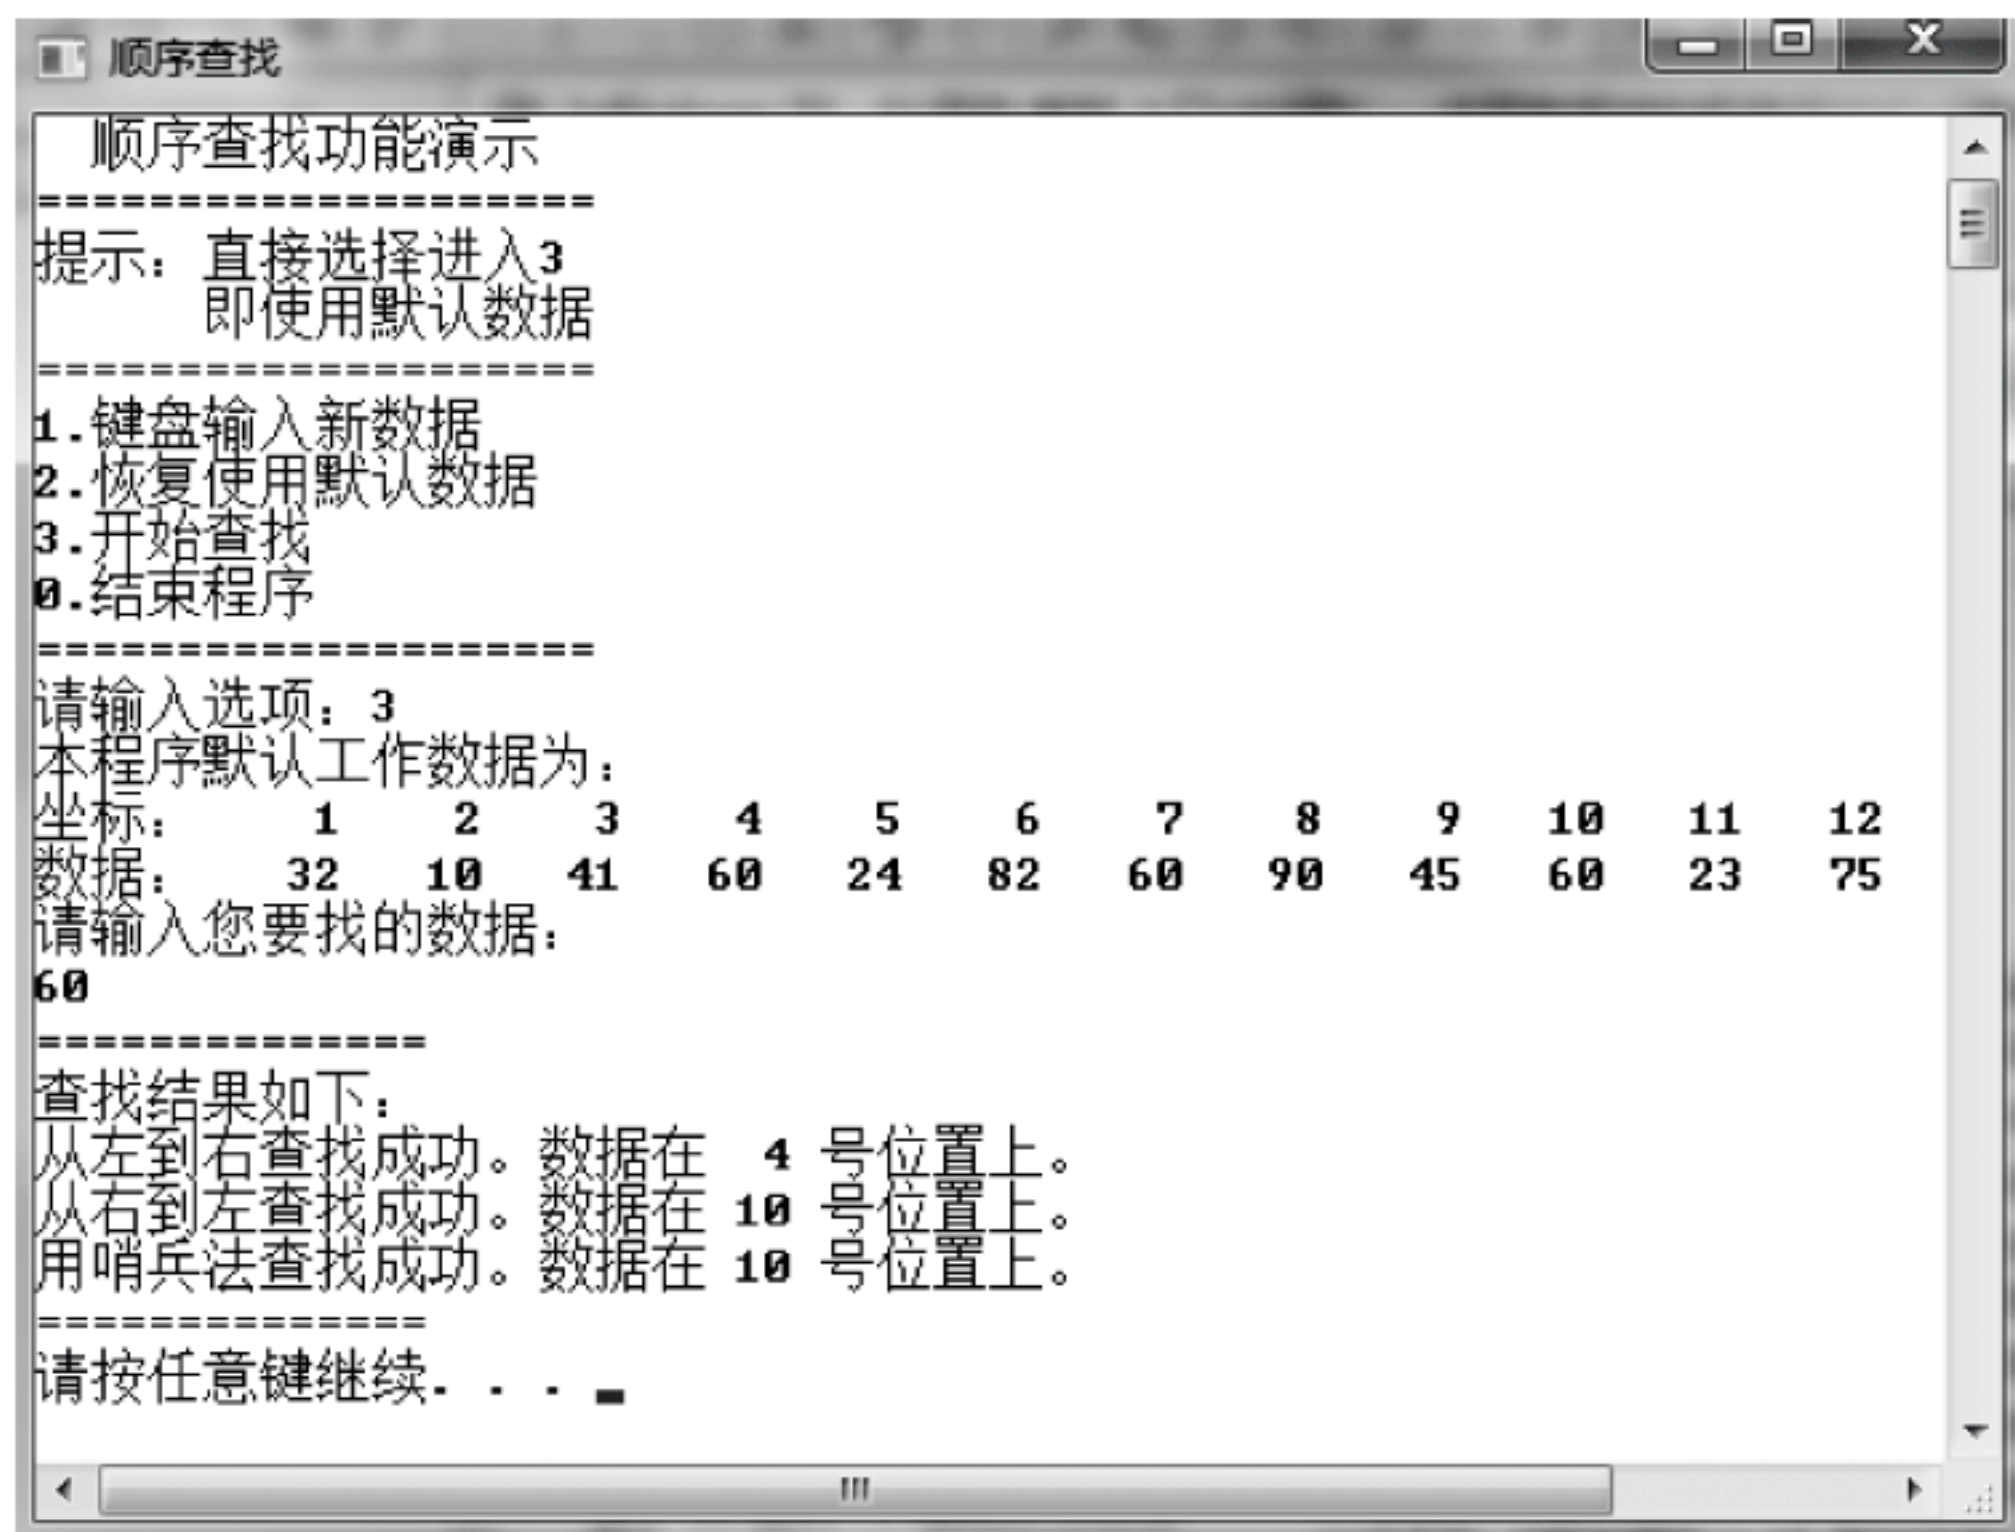 顺序查找
顺序查找功能演示
====================
提示：直接选择进入3
即使用默认数据
====================
1.键盘输入新数据
2.恢复使用默认数据
3.开始查找
0.结束程序
====================
请输入选项：3
本程序默认工作数据为：
坐标： 1 2 3 4 5 6 7 8 9 10 11 12
数据： 32 10 41 60 24 82 60 90 45 60 23 75
请输入您要找的数据：
60
==============
查找结果如下：
从左到右查找成功。数据在 4 号位置上。
从右到左查找成功。数据在 10 号位置上。
用哨兵法查找成功。数据在 10 号位置上。
==============
请按任意键继续. . .